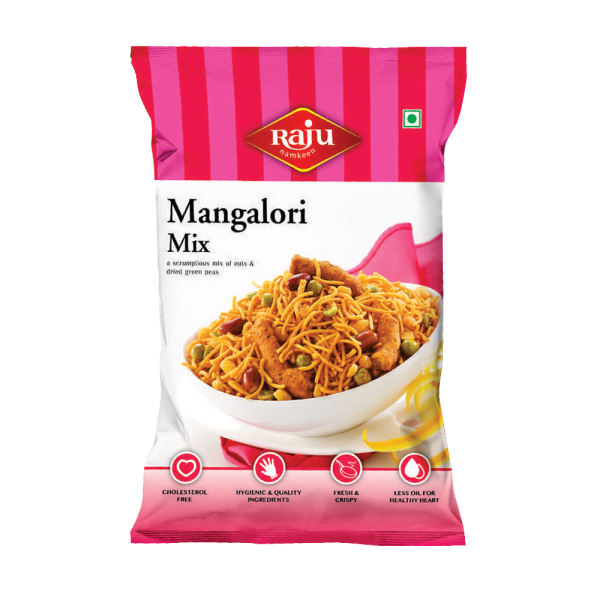 Raju
namkeen
Mangalori
Mix
a scrumptious mix of nuts &
dried green peas
CHOLESTEROL
FREE
HYGIENIC & QUALITY
INGREDIENTS
FRESH &
CRISPY
LESS OIL FOR
HEALTHY HEART